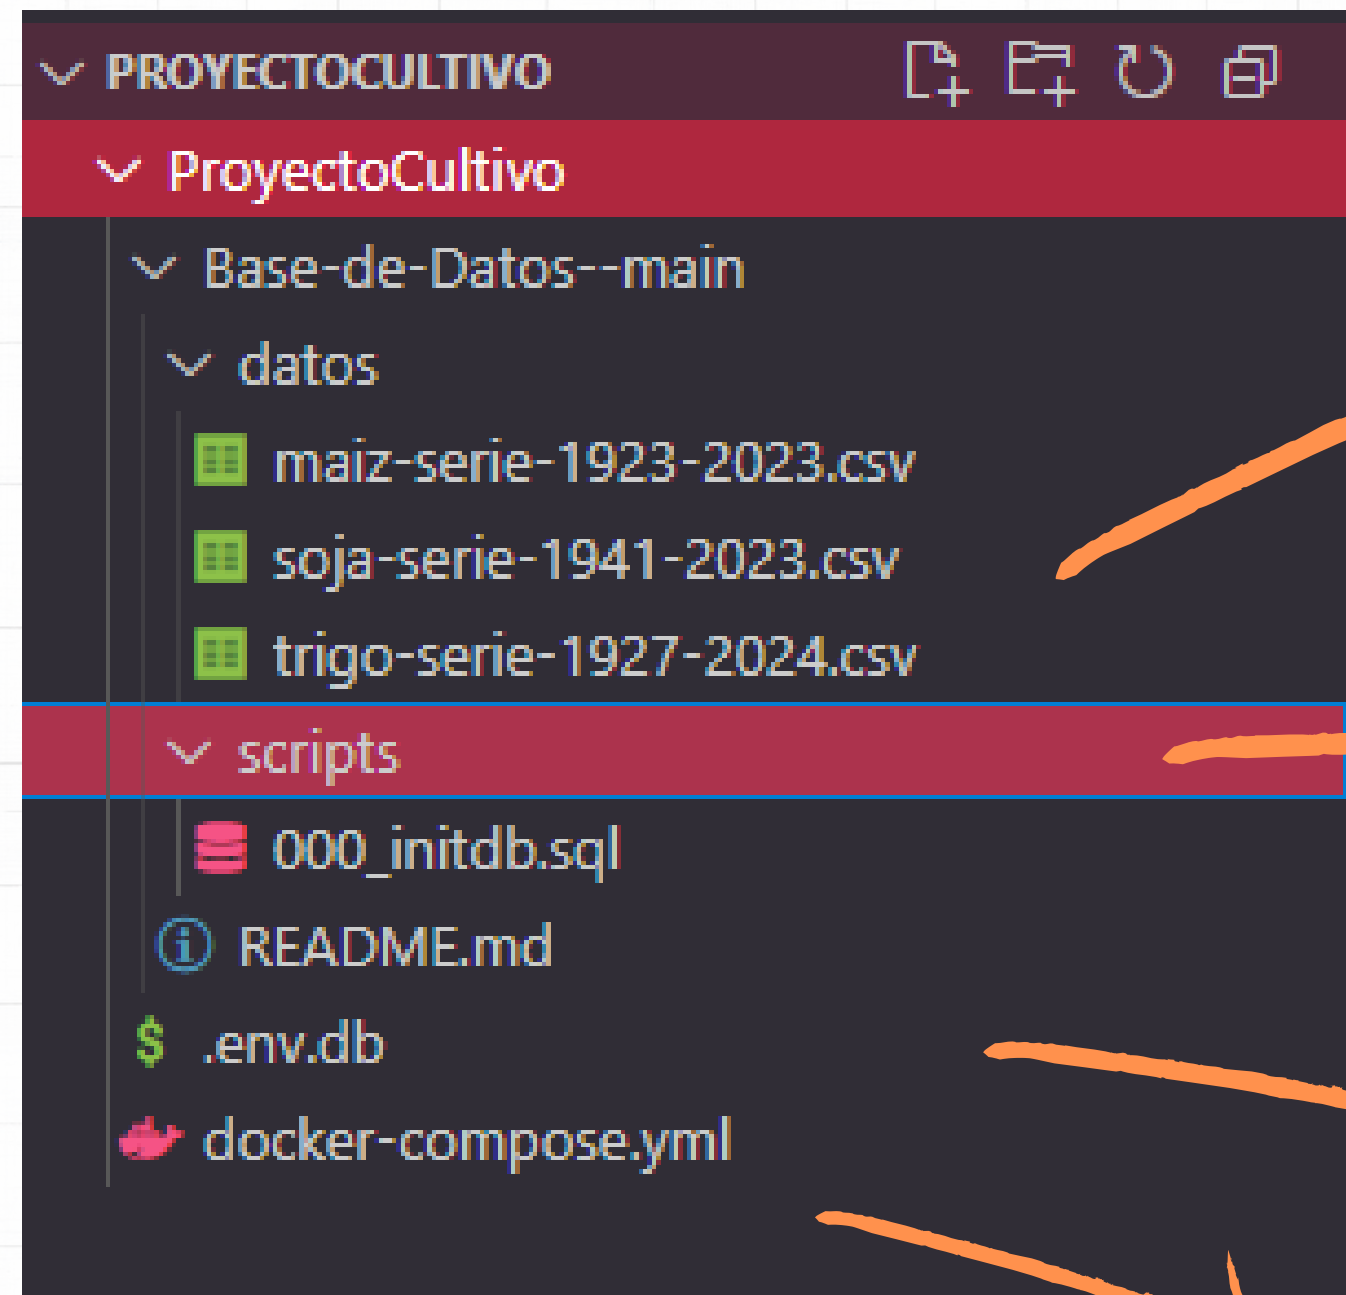 PROYECTOCULTIVO
ProyectoCultivo
Base-de-Datos--main
datos
maiz-serie-1923-2023.csv
soja-serie-1941-2023.csv
trigo-serie-1927-2024.csv
scripts
000_initdb.sql
README.md
$ .env.db
docker-compose.yml